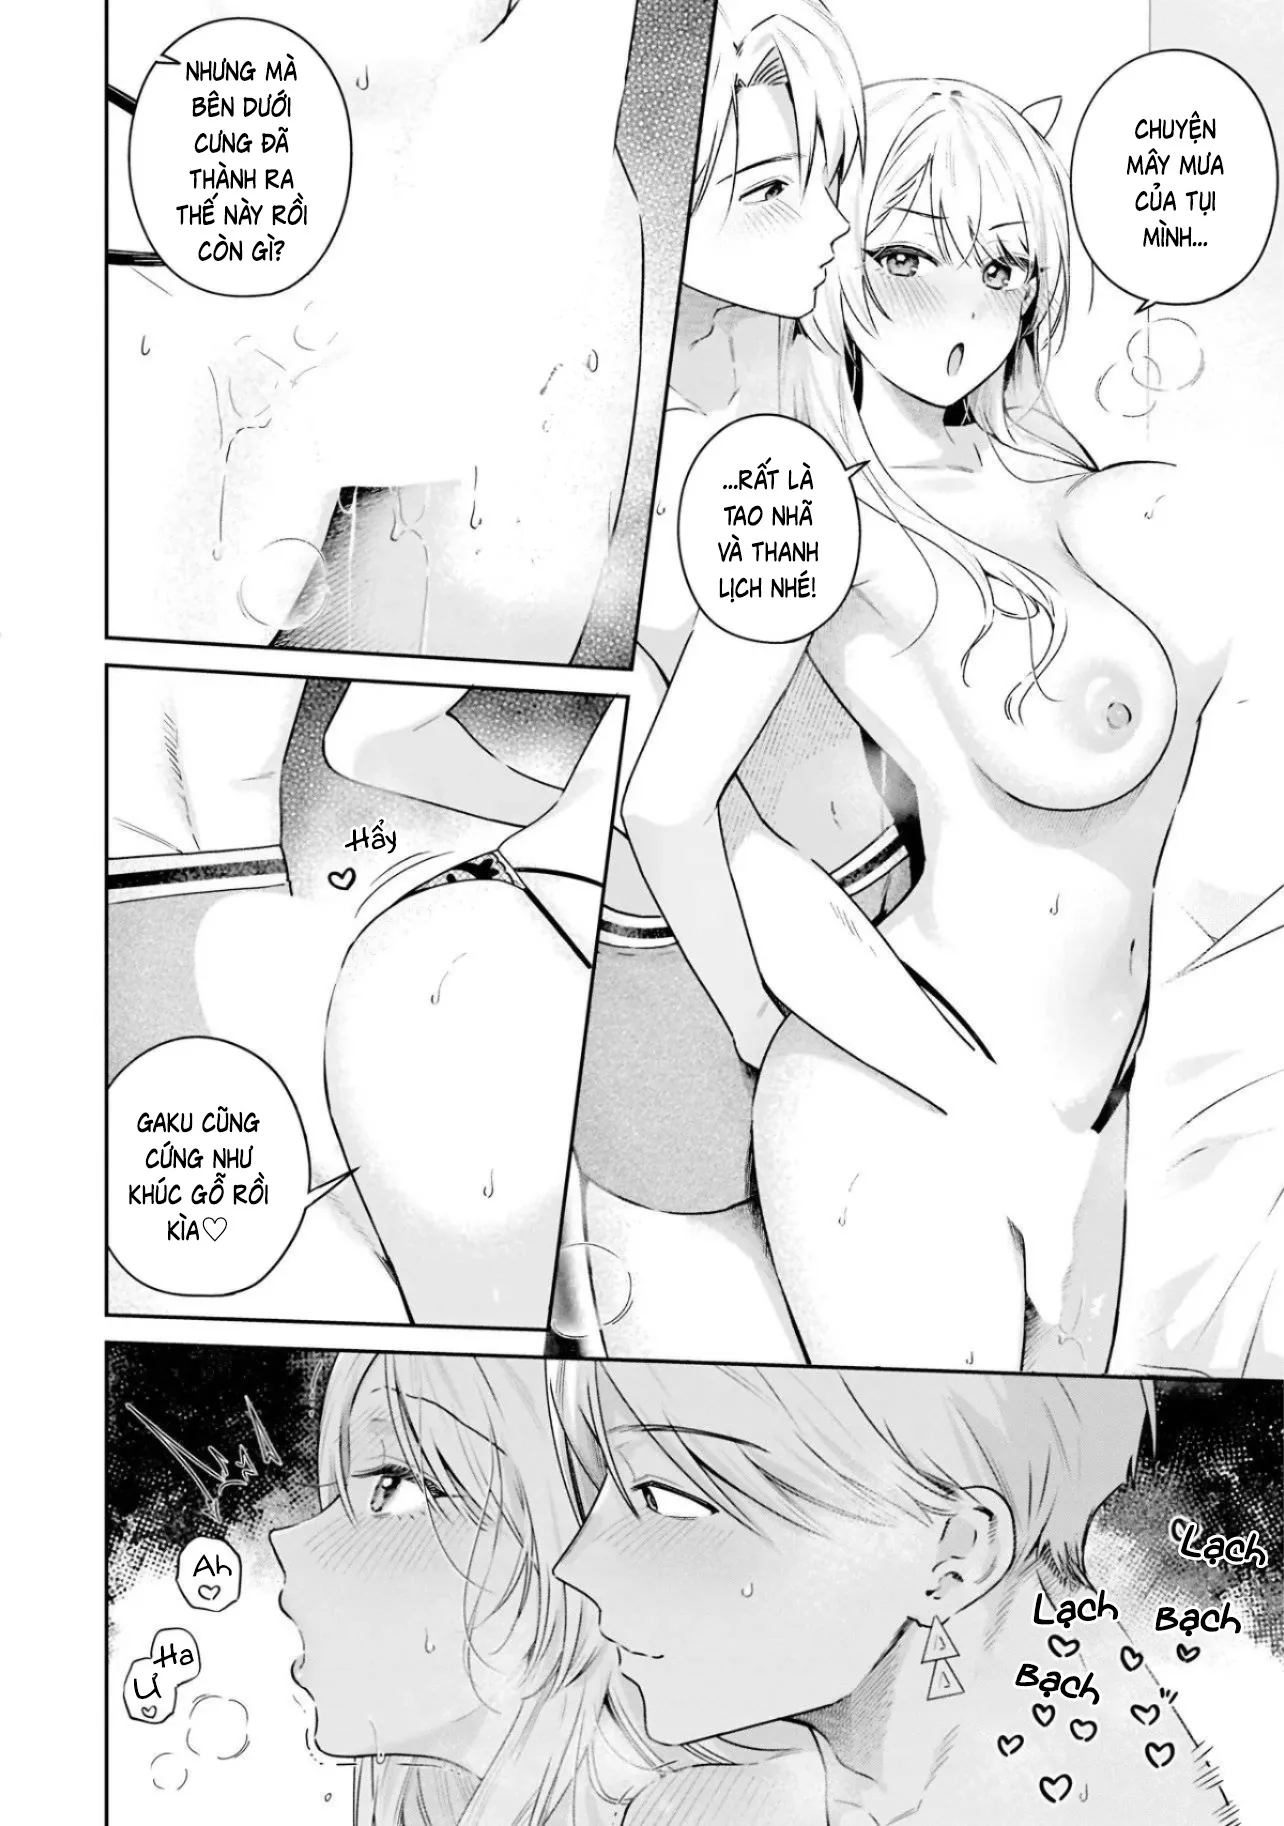 CHUYỆN
MÂY MƯA
CỦA TỤI
MÌNH...
...RẤT LÀ
TAO NHÃ
VÀ THANH
LỊCH NHÉ!
NHƯNG MÀ
BÊN DƯỚI
CƯNG ĐÃ
THÀNH RA
THẾ NÀY RỒI
CÒN GÌ?
Hẩy
GAKU CŨNG
CỨNG NHƯ
KHÚC GỖ RỒI
KÌA♡
Lạch
Bạch
Lạch
Bạch
Ah
Ha
Ư